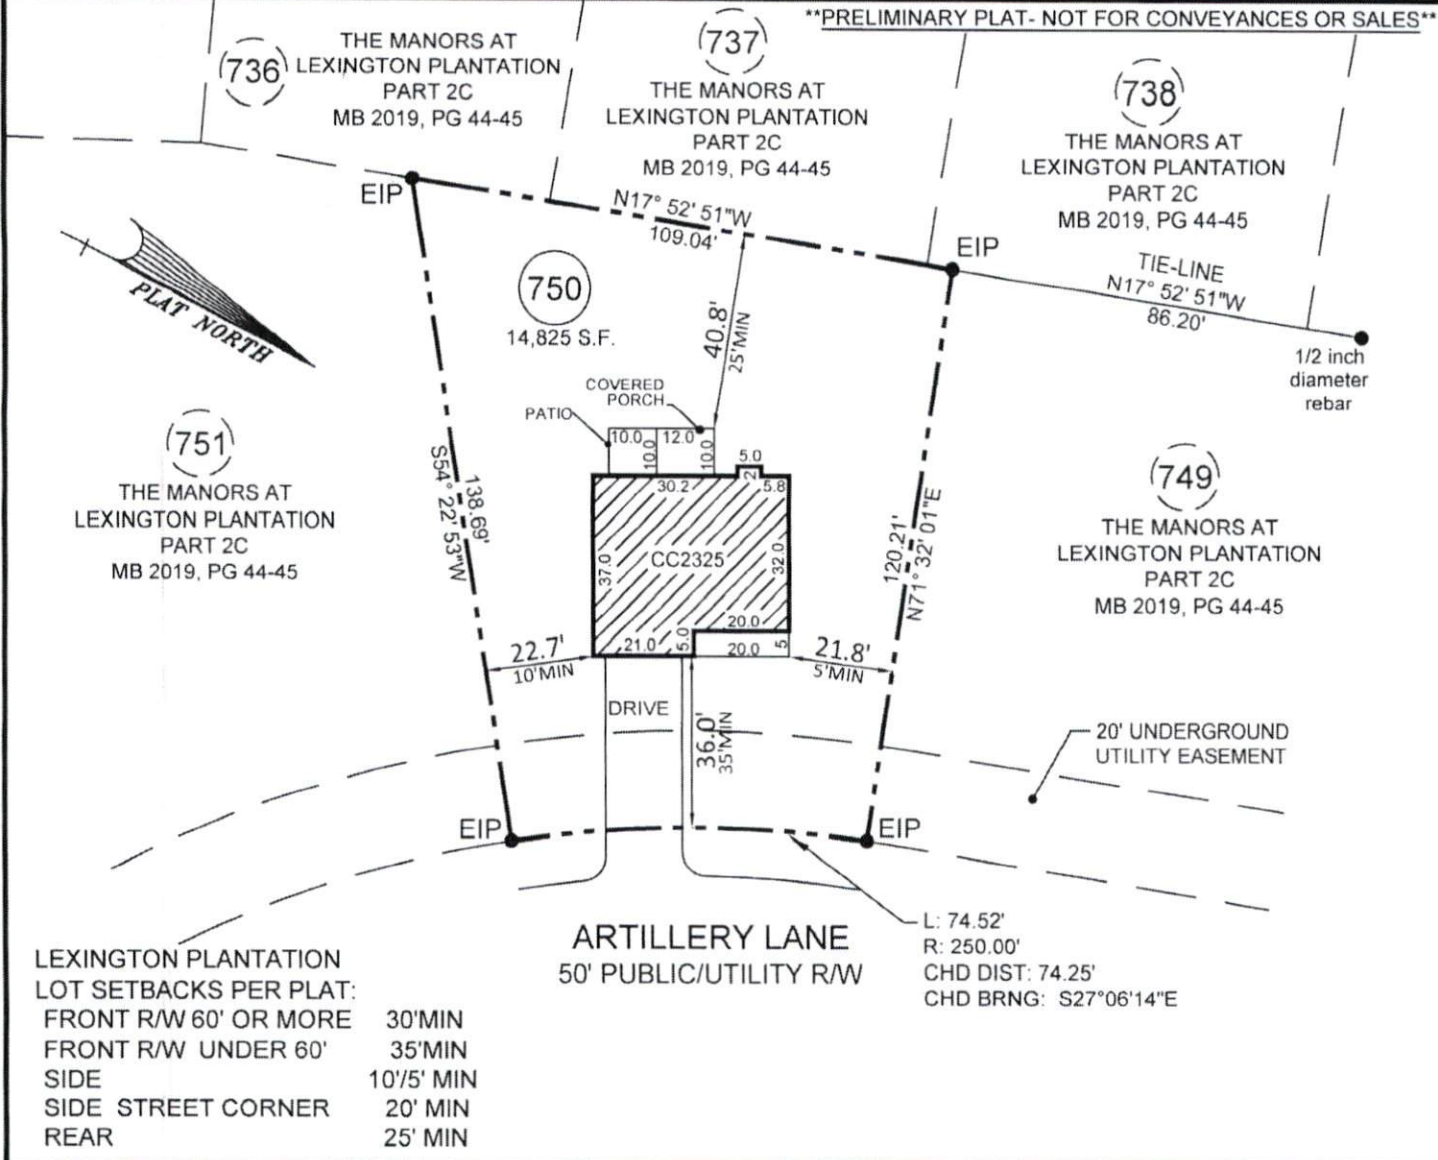 **PRELIMINARY PLAT- NOT FOR CONVEYANCES OR SALES**
736
THE MANORS AT
LEXINGTON PLANTATION
PART 2C
MB 2019, PG 44-45
737
THE MANORS AT
LEXINGTON PLANTATION
PART 2C
MB 2019, PG 44-45
738
THE MANORS AT
LEXINGTON PLANTATION
PART 2C
MB 2019, PG 44-45
EIP
N17° 52' 51"W
109.04'
EIP
TIE-LINE
N17° 52' 51"W
86.20'
1/2 inch
diameter
rebar
PLAT NORTH
750
14,825 S.F.
40.8'
25'MIN
COVERED
PORCH
PATIO
10.0
12.0
10.0
10.0
5.0
2
5.8
30.2
37.0
CC2325
32.0
20.0
21.0
5.0
20.0
5
751
THE MANORS AT
LEXINGTON PLANTATION
PART 2C
MB 2019, PG 44-45
138.69'
S54° 22' 53"W
120.21'
N71° 32' 01"E
749
THE MANORS AT
LEXINGTON PLANTATION
PART 2C
MB 2019, PG 44-45
22.7'
10'MIN
21.8'
5'MIN
DRIVE
36.0'
35'MIN
20' UNDERGROUND
UTILITY EASEMENT
EIP
EIP
ARTILLERY LANE
50' PUBLIC/UTILITY R/W
L: 74.52'
R: 250.00'
CHD DIST: 74.25'
CHD BRNG: S27°06'14"E
LEXINGTON PLANTATION
LOT SETBACKS PER PLAT:
FRONT R/W 60' OR MORE 30'MIN
FRONT R/W UNDER 60' 35'MIN
SIDE 10'/5' MIN
SIDE STREET CORNER 20' MIN
REAR 25' MIN